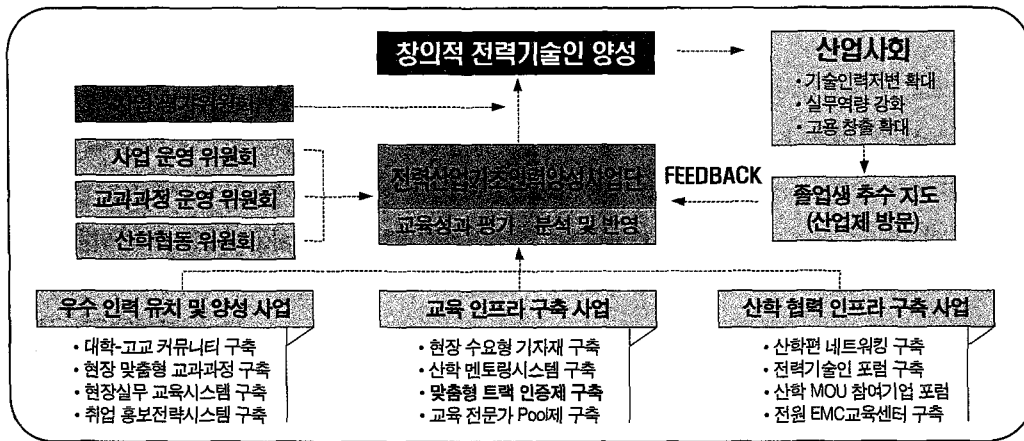 창의적 전력기술인 양성
산업사회
• 기술인력저변 확대
• 실무역량 강화
• 고용 창출 확대
사업 운영 위원회
교과과정 운영 위원회
산학협동 위원회
전력산업기초인력양성사업단
교육성과 평가 분석 및 반영
FEEDBACK
졸업생 추수 지도
(산업체 방문)
우수 인력 유치 및 양성 사업
• 대학-고교 커뮤니티 구축
• 현장 맞춤형 교과과정 구축
• 현장실무 교육시스템 구축
• 취업 홍보전략시스템 구축
교육 인프라 구축 사업
• 현장 수요형 기자재 구축
• 산학 멘토링시스템 구축
• 맞춤형 트랙 인증제 구축
• 교육 전문가 Pool제 구축
산학 협력 인프라 구축 사업
• 산학편 네트워킹 구축
• 전력기술인 포럼 구축
• 산학 MOU 참여기업 포럼
• 전원 EMC교육센터 구축